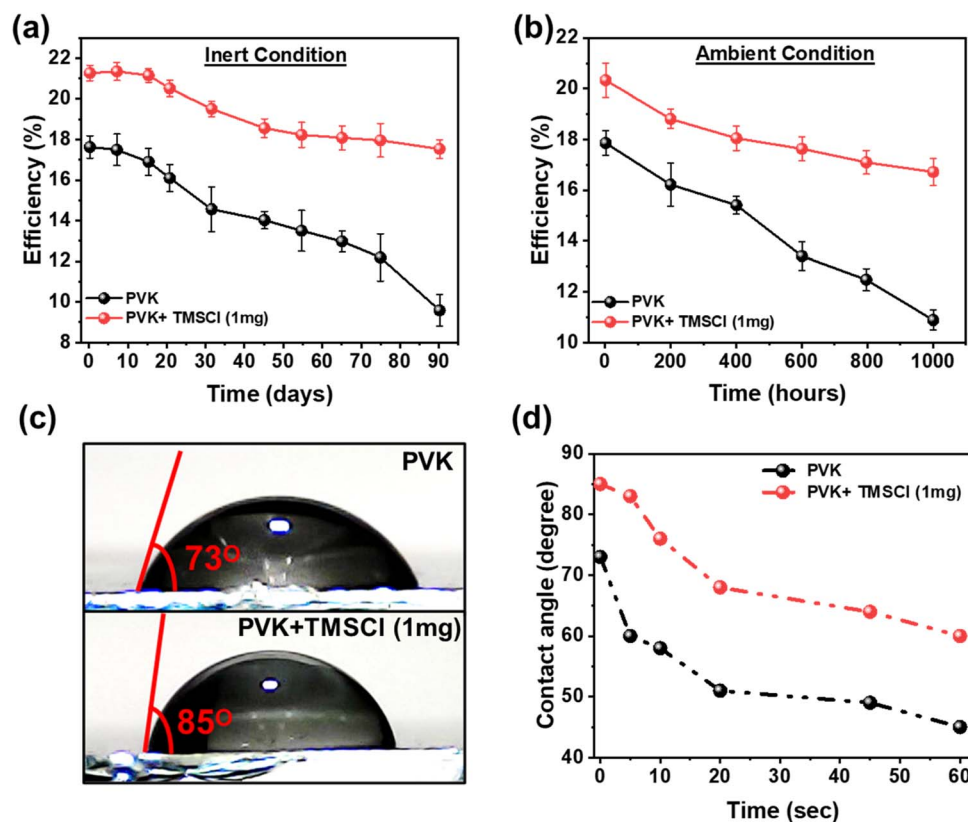 (a)
Inert Condition
Efficiency (%)
22
20
18
16
14
12
10
8
PVK
PVK+ TMSCl (1mg)
0 10 20 30 40 50 60 70 80 90
Time (days)
(b)
Ambient Condition
Efficiency (%)
22
20
18
16
14
12
10
PVK
PVK+ TMSCl (1mg)
0 200 400 600 800 1000
Time (hours)
(c)
PVK
73°
PVK+TMSCl (1mg)
85°
(d)
PVK
PVK+ TMSCl (1mg)
Contact angle (degree)
90
80
70
60
50
40
0 10 20 30 40 50 60
Time (sec)